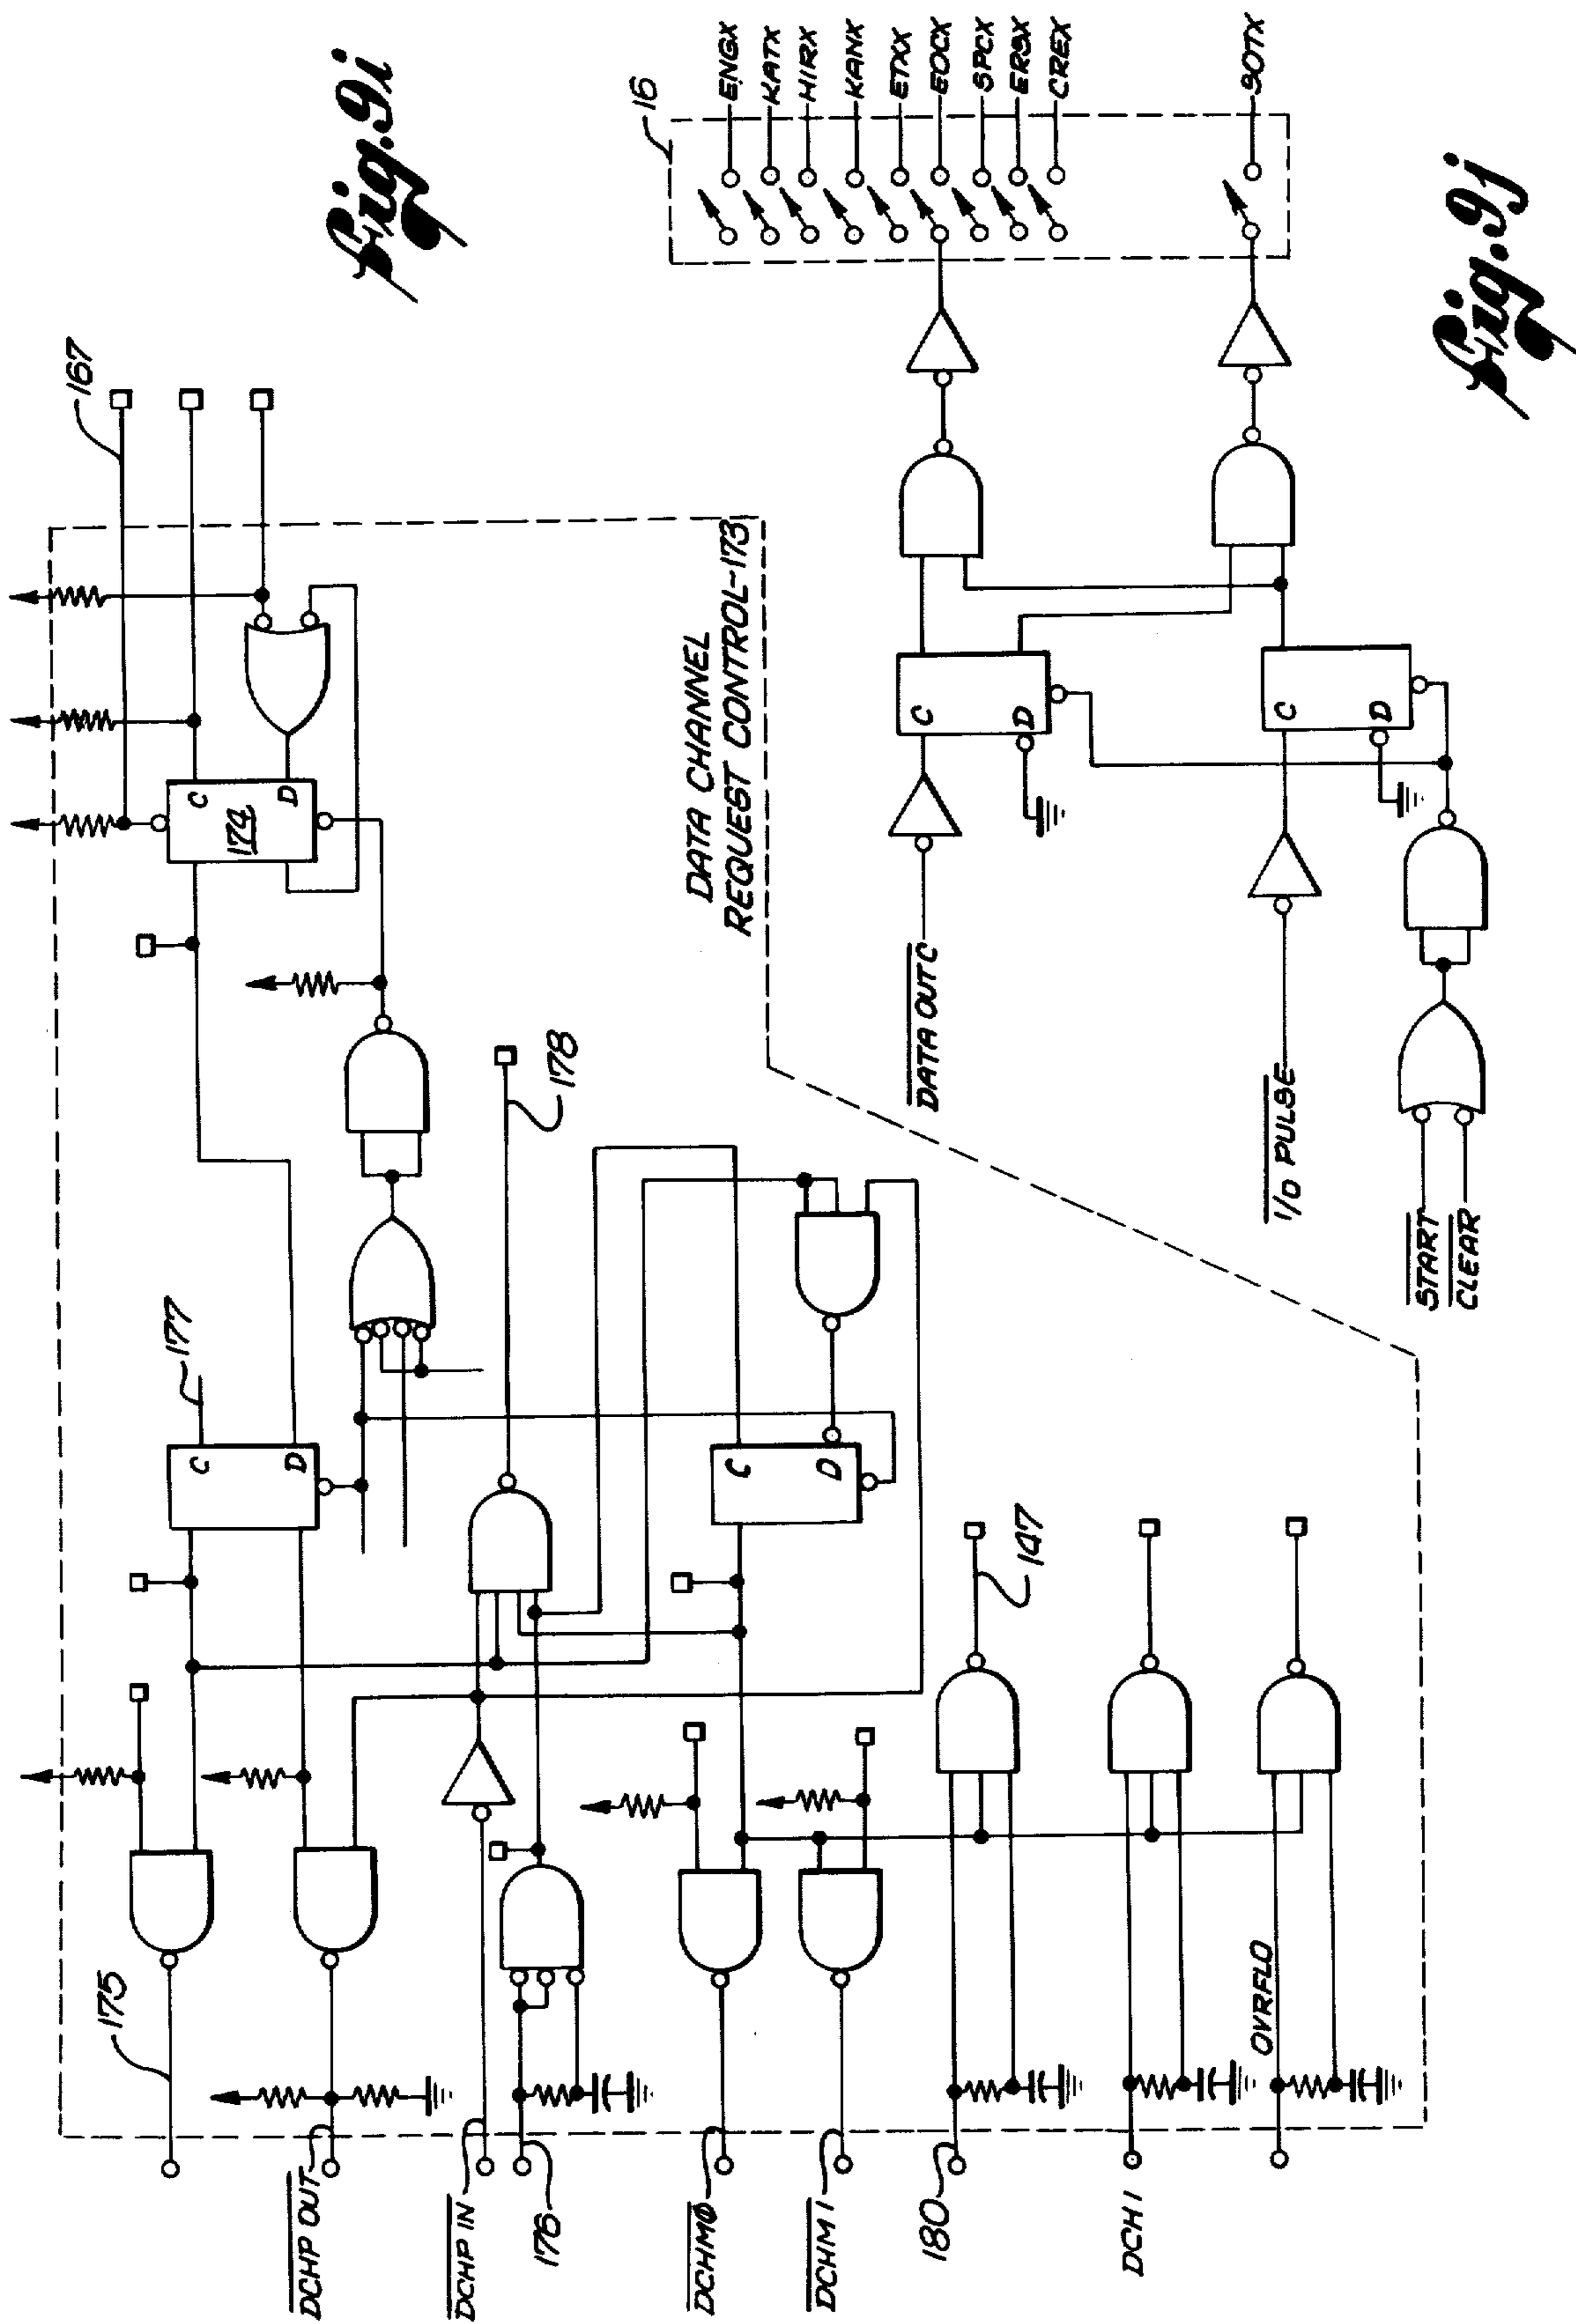 Fig. 9i
167
C
D
174
177
C
D
175
DCHP OUT
DCHP IN
176
178
DATA CHANNEL
REQUEST CONTROL-173
C
D
DCHMØ
DCHM 1
180
147
DCH 1
OVRFLO
Fig. 9j
16
ENGX
KATX
HIRX
KANX
ETXX
EOCX
SPCX
ERSX
CREX
SOTX
C
D
C
D
DATA OUT C
I/O PULSE
START
CLEAR